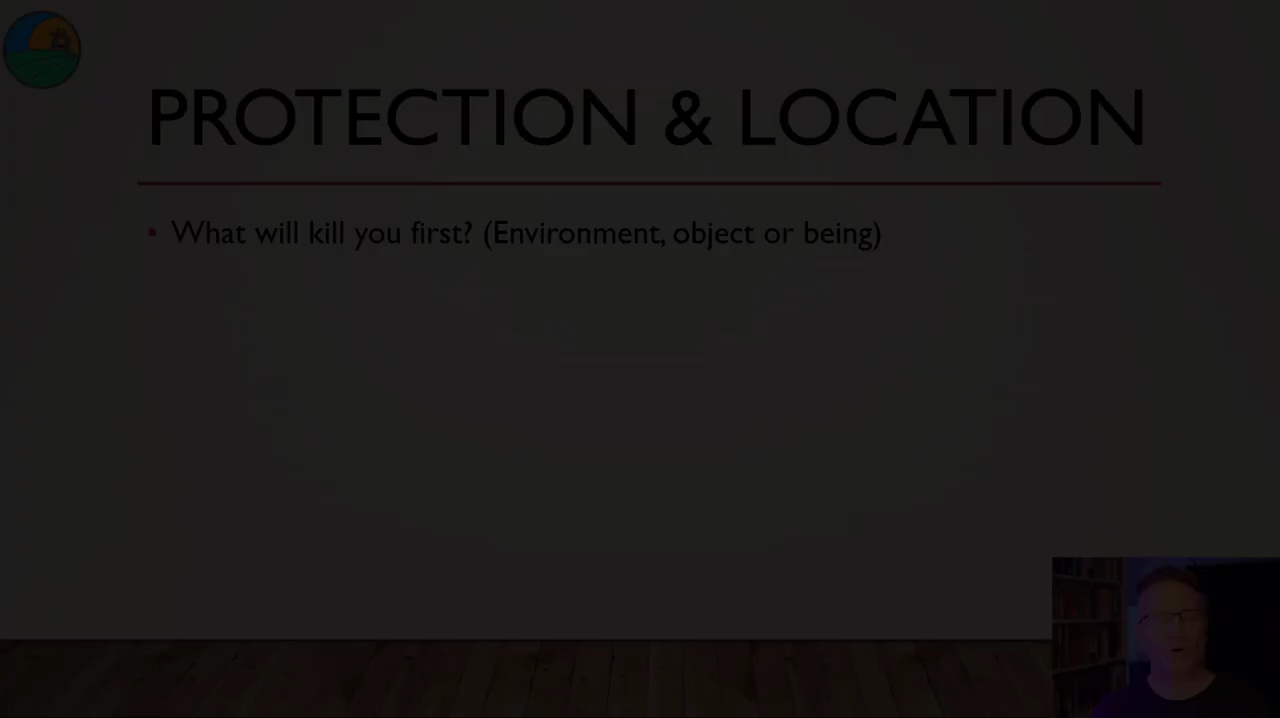 PROTECTION & LOCATION
• What will kill you first? (Environment, object or being)